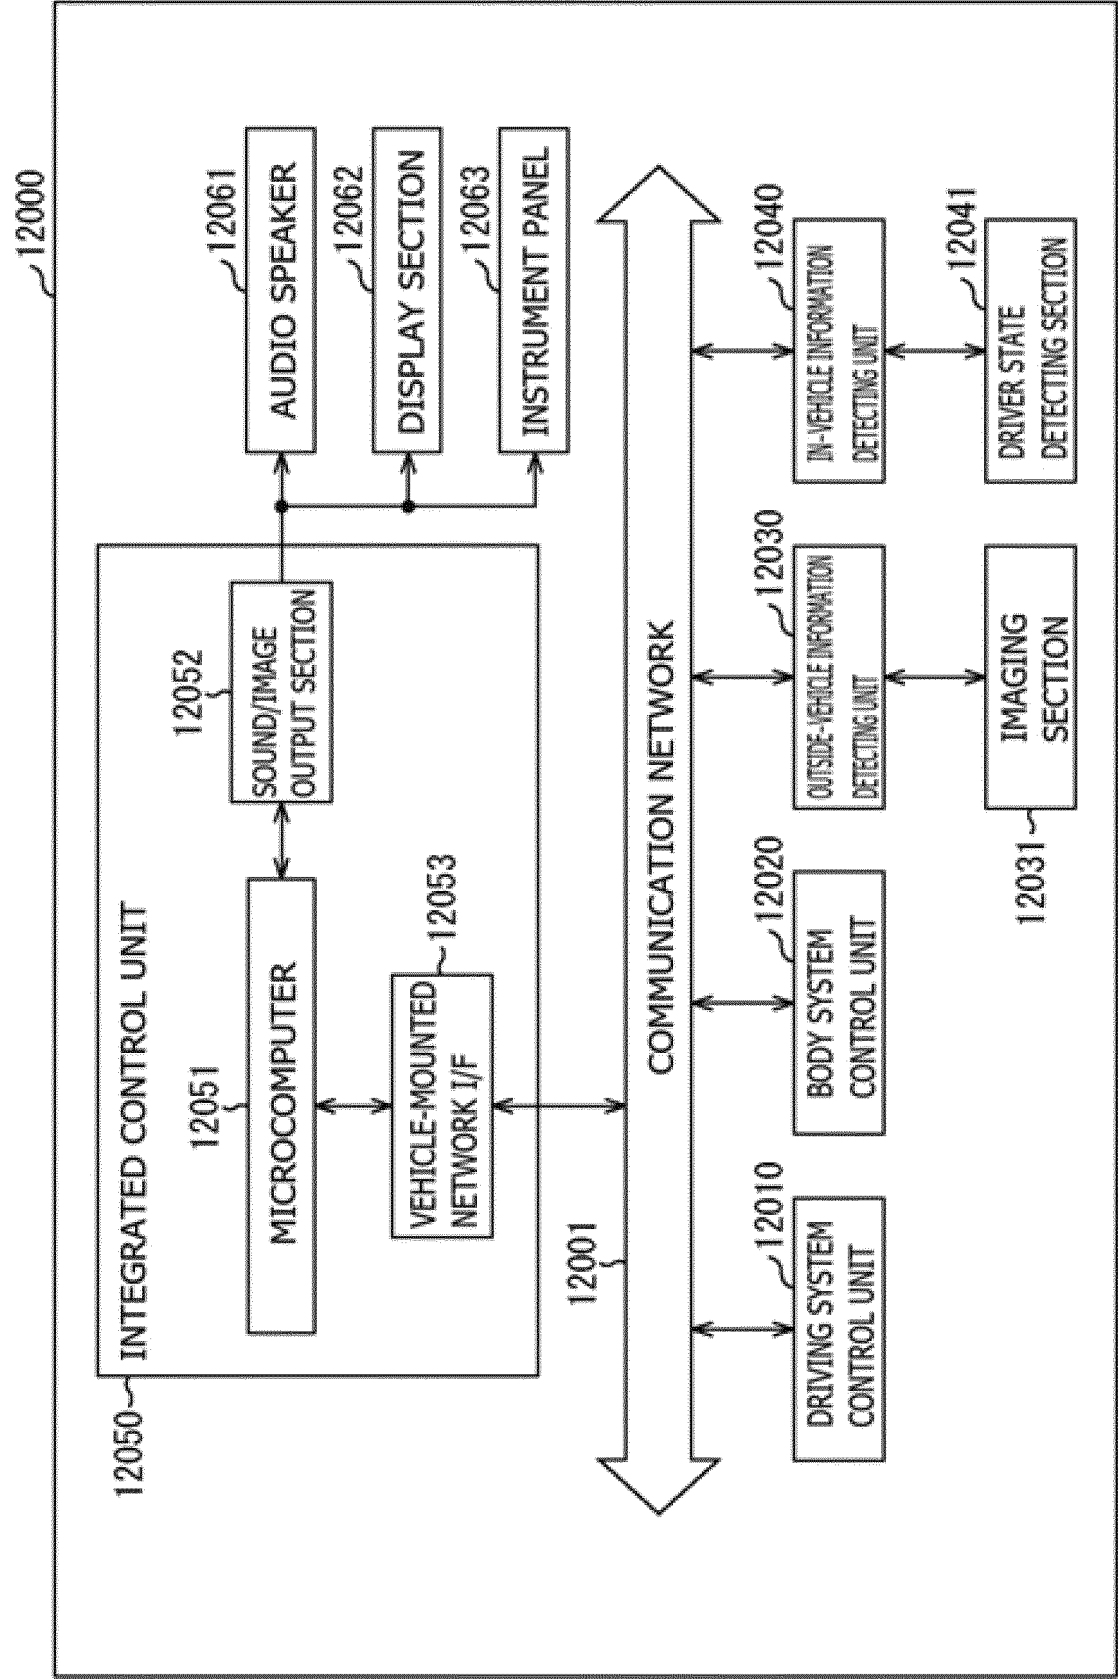 12000
12050
INTEGRATED CONTROL UNIT
12051
MICROCOMPUTER
12052
SOUND/IMAGE
OUTPUT SECTION
12061
AUDIO SPEAKER
12062
DISPLAY SECTION
12063
INSTRUMENT PANEL
12053
VEHICLE-MOUNTED
NETWORK I/F
12001
COMMUNICATION NETWORK
12010
DRIVING SYSTEM
CONTROL UNIT
12020
BODY SYSTEM
CONTROL UNIT
12030
OUTSIDE-VEHICLE INFORMATION
DETECTING UNIT
12040
IN-VEHICLE INFORMATION
DETECTING UNIT
12031
IMAGING
SECTION
12041
DRIVER STATE
DETECTING SECTION